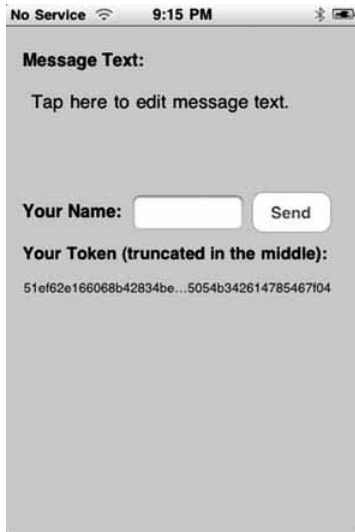 No Service 9:15 PM
Message Text:
Tap here to edit message text.
Your Name: Send
Your Token (truncated in the middle):
51ef62e166068b42834be...5054b342614785467f04